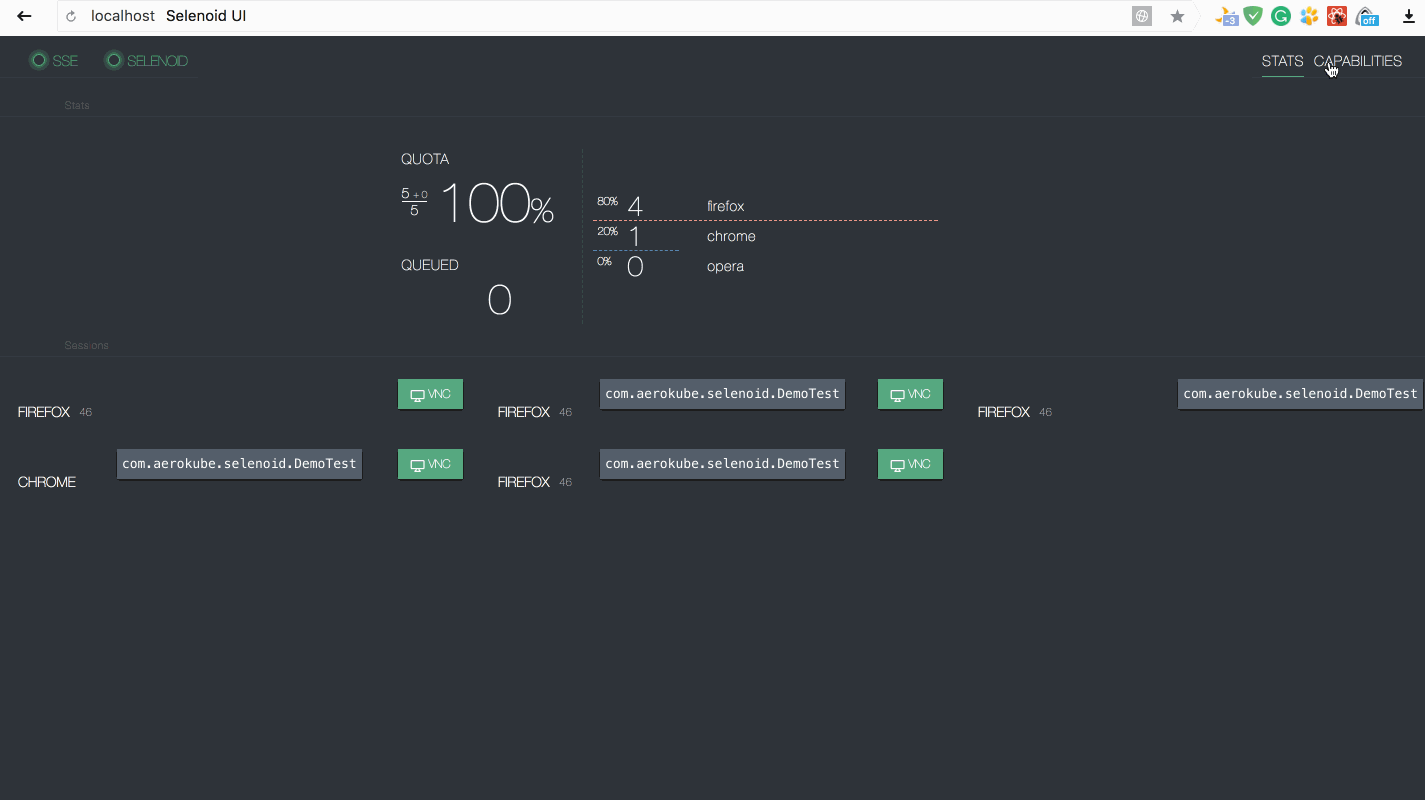 localhost Selenoid UI
-3
off
SSE SELENOID STATS CAPABILITIES
Stats
QUOTA
5 + 0
5
100%
80% 4 firefox
20% 1 chrome
0% 0 opera
QUEUED
0
Sessions
FIREFOX 46 VNC
FIREFOX 46 com.aerokube.selenoid.DemoTest VNC
FIREFOX 46 com.aerokube.selenoid.DemoTest
CHROME com.aerokube.selenoid.DemoTest VNC
FIREFOX 46 com.aerokube.selenoid.DemoTest VNC